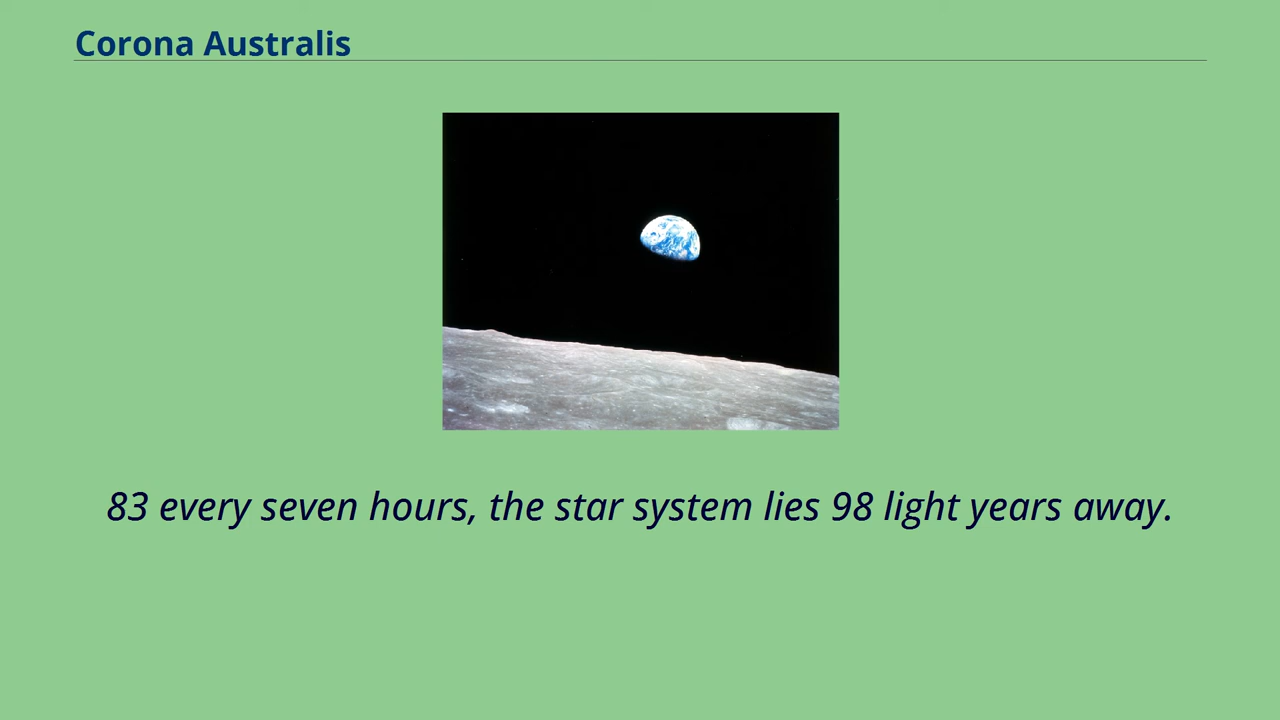 Corona Australis
83 every seven hours, the star system lies 98 light years away.